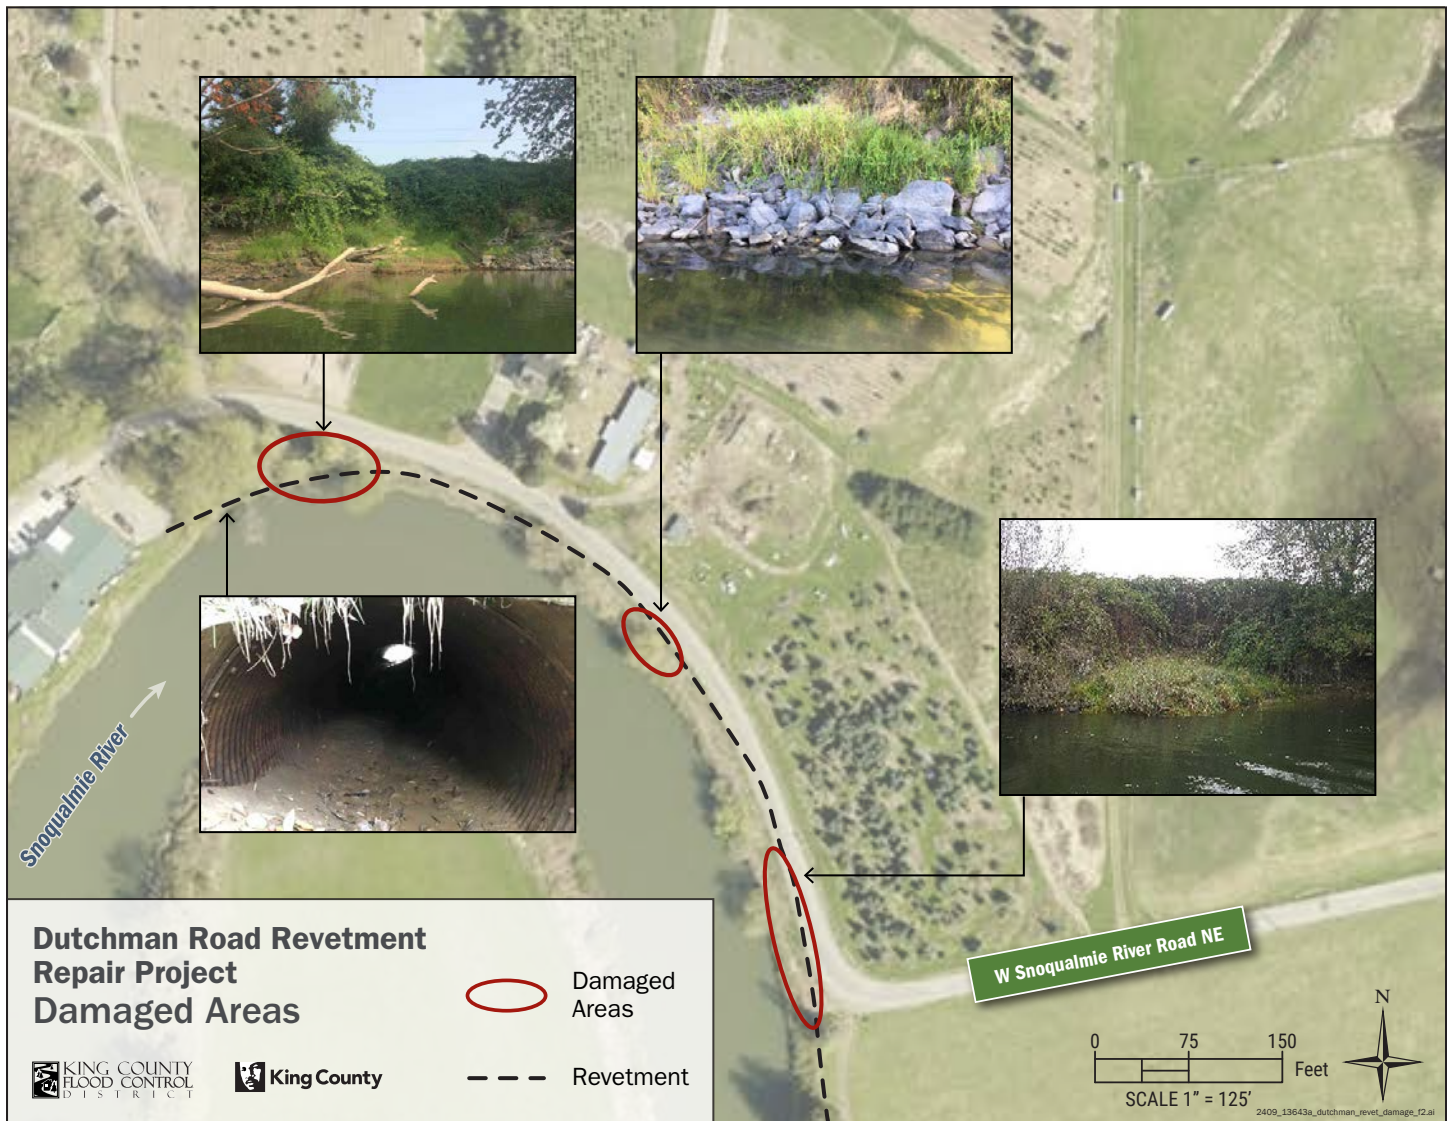 Snoqualmie River
W Snoqualmie River Road NE
Dutchman Road Revetment
Repair Project
Damaged Areas
Damaged
Areas
Revetment
KING COUNTY
FLOOD CONTROL
DISTRICT
King County
N
0 75 150
Feet
SCALE 1" = 125'
2409_13643a_dutchman_revet_damage_f2.ai